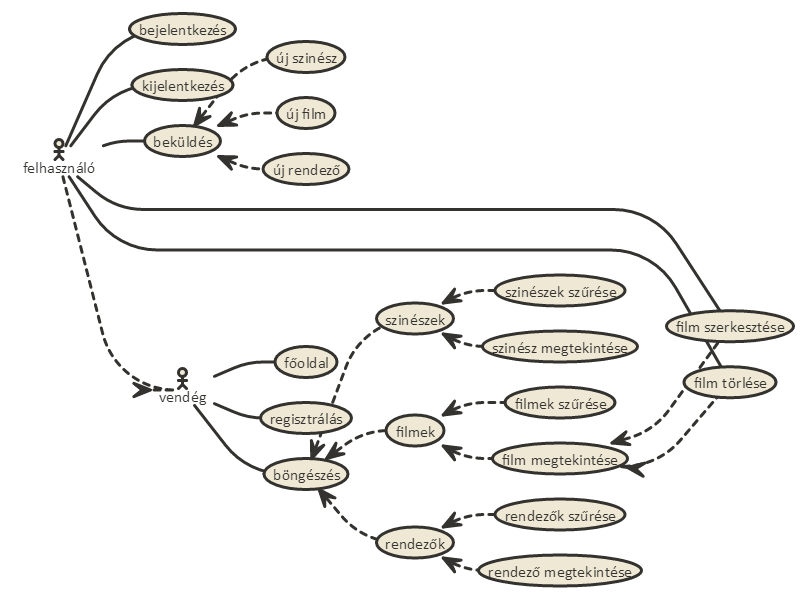 bejelentkezés
új szinész
kijelentkezés
új film
beküldés
felhasználó
új rendező
szinészek szűrése
szinészek
film szerkesztése
szinész megtekintése
főoldal
film törlése
vendég
filmek szűrése
regisztrálás
filmek
film megtekintése
böngészés
rendezők szűrése
rendezők
rendező megtekintése